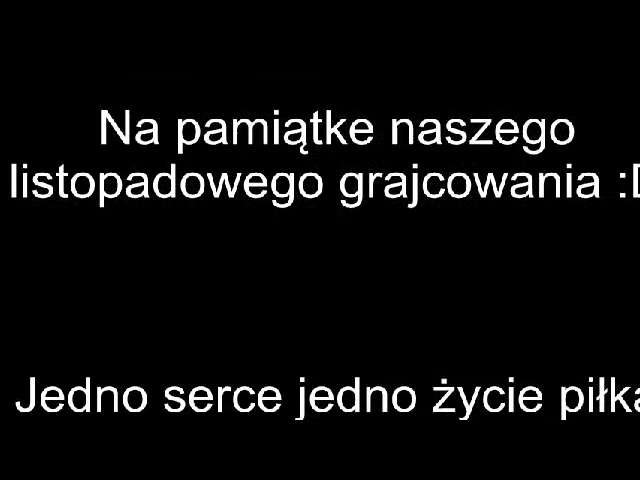 Na pamiątke naszego
listopadowego grajcowania :D
Jedno serce jedno życie piłka